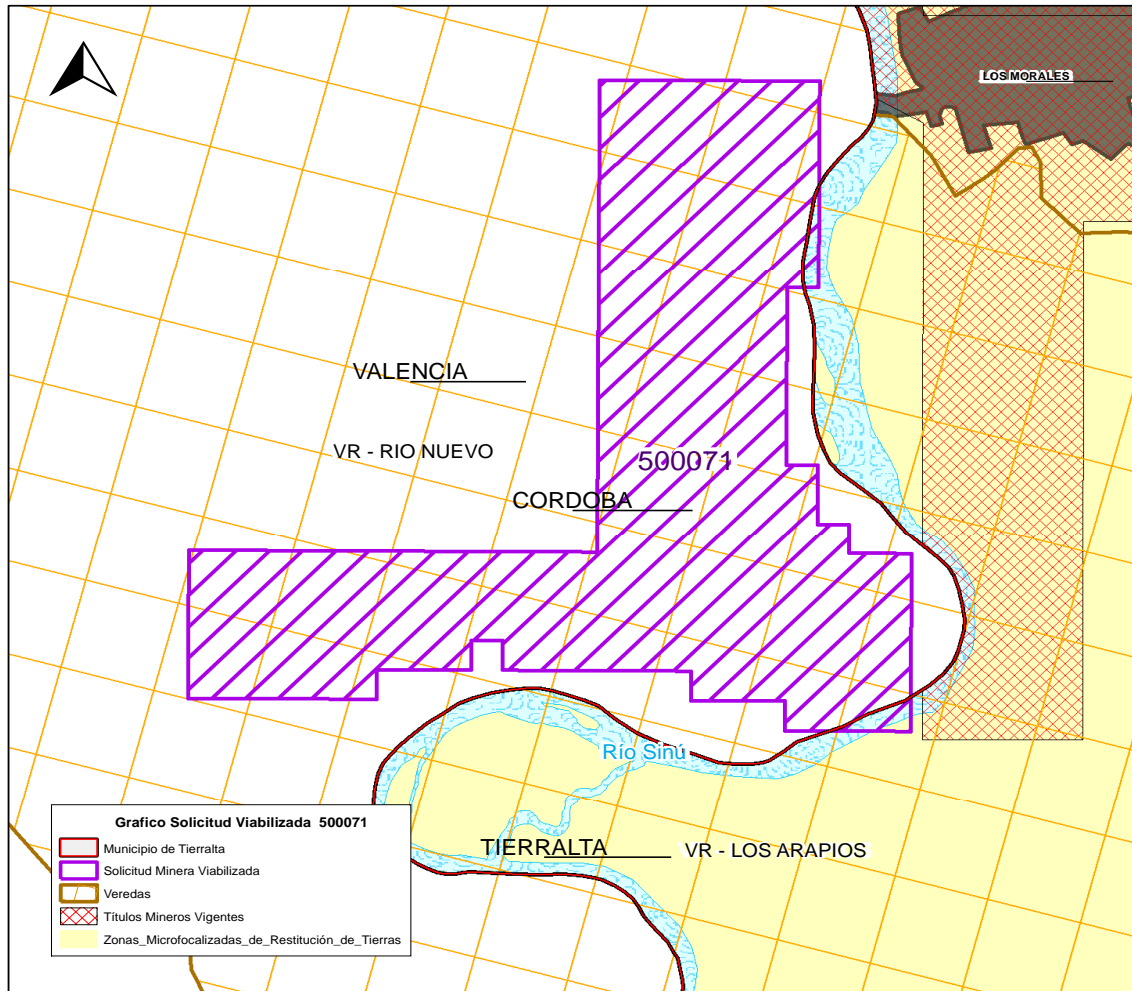 LOS MORALES
VALENCIA
VR - RIO NUEVO
500071
CORDOBA
Río Sinú
TIERRALTA
VR - LOS ARAPIOS
Grafico Solicitud Viabilizada 500071
Municipio de Tierralta
Solicitud Minera Viabilizada
Veredas
Títulos Mineros Vigentes
Zonas_Microfocalizadas_de_Restitución_de_Tierras